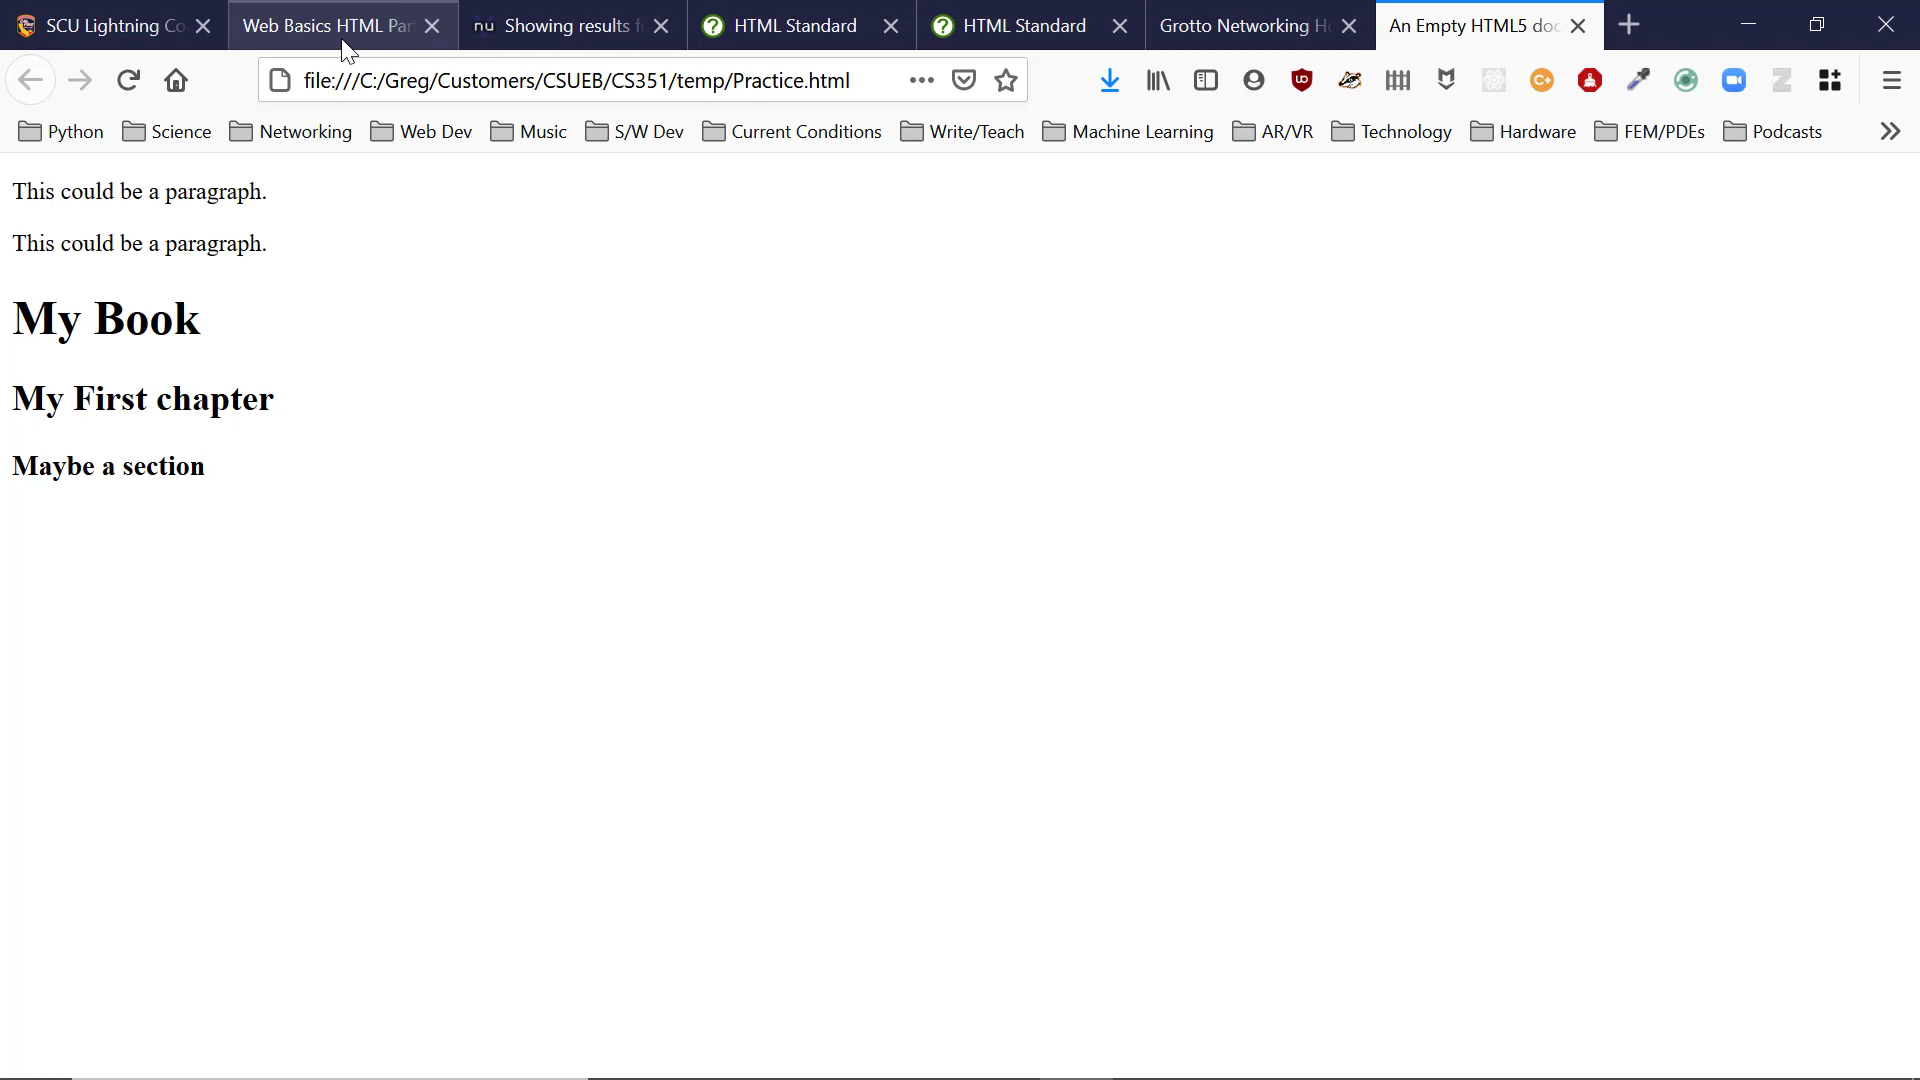 SCU Lightning Co
Web Basics HTML Par
nu Showing results f
HTML Standard
HTML Standard
Grotto Networking H
An Empty HTML5 doc
file:///C:/Greg/Customers/CSUEB/CS351/temp/Practice.html
Python Science Networking Web Dev Music S/W Dev Current Conditions Write/Teach Machine Learning AR/VR Technology Hardware FEM/PDEs Podcasts
This could be a paragraph.
This could be a paragraph.
My Book
My First chapter
Maybe a section